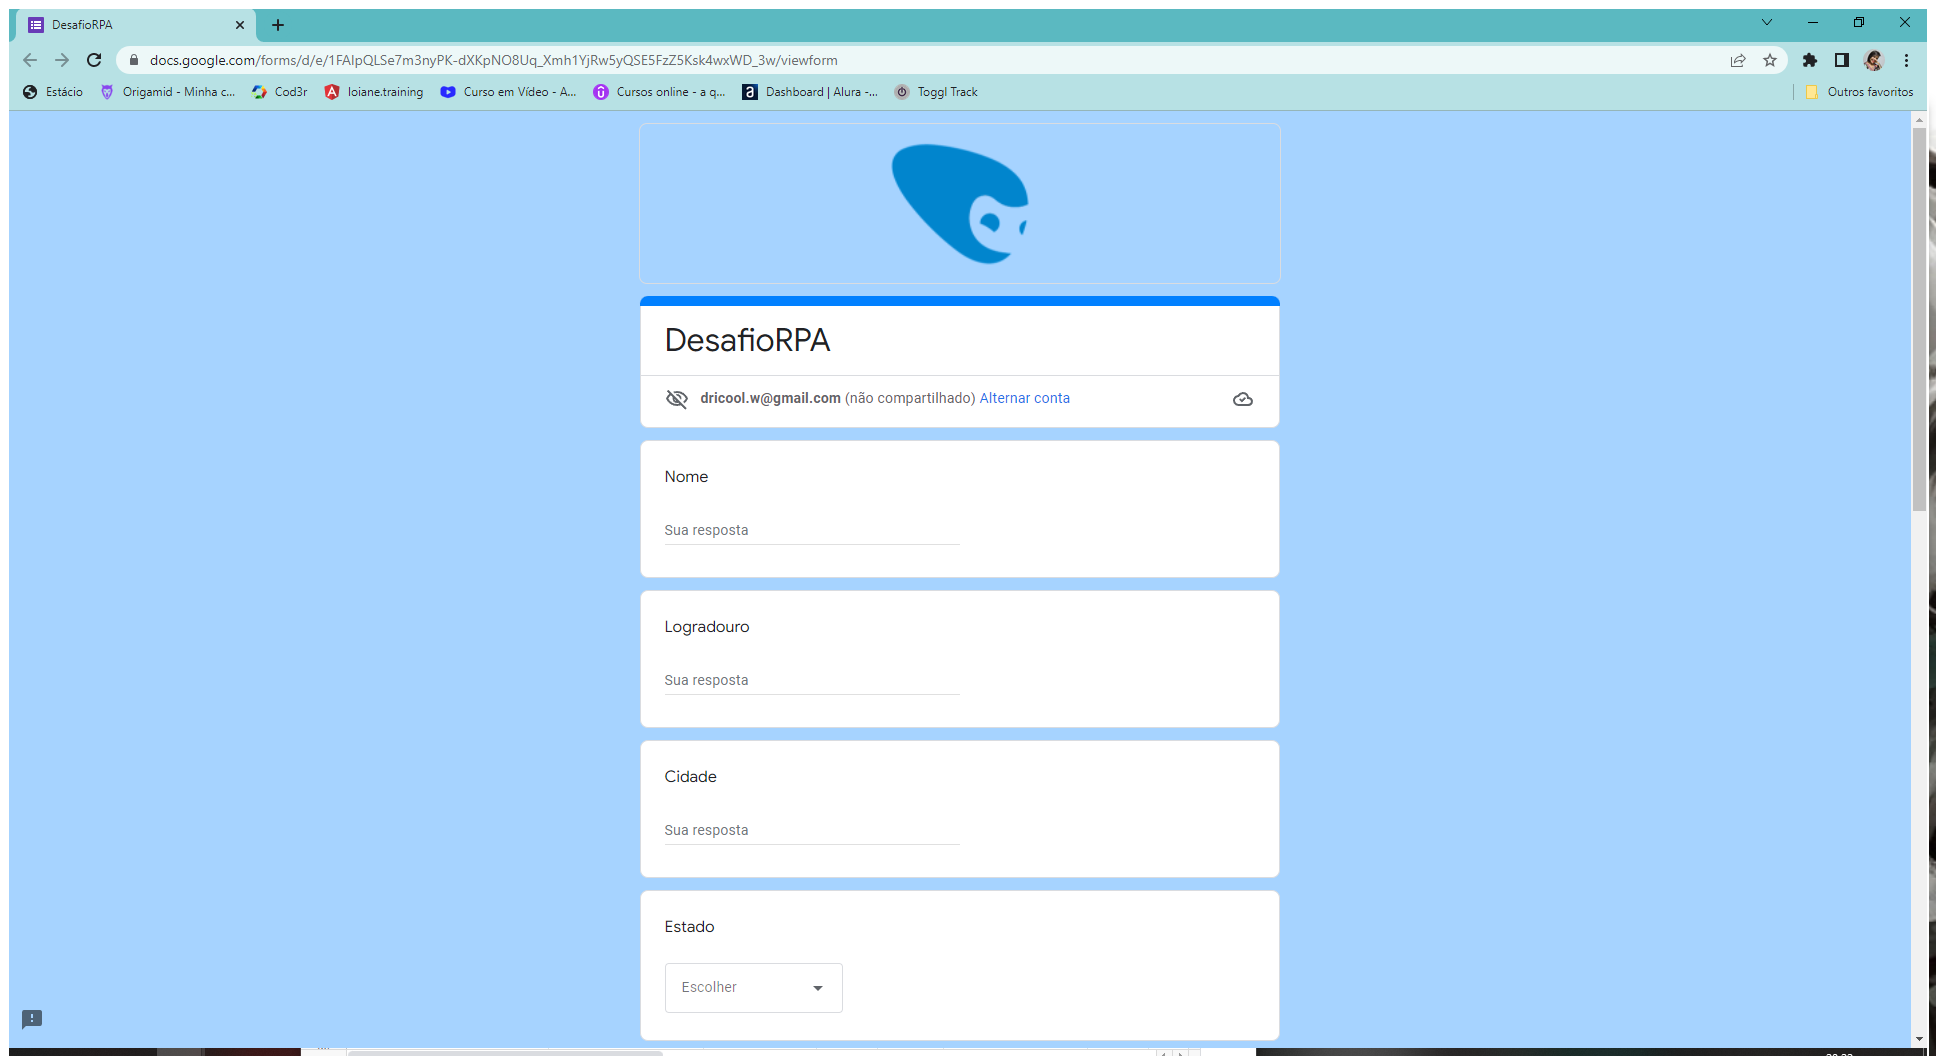 DesafioRPA
docs.google.com/forms/d/e/1FAIpQLSe7m3nyPK-dXKpNO8Uq_Xmh1YjRw5yQSE5FzZ5Ksk4wxWD_3w/viewform
Estácio Origamid - Minha c... Cod3r loiane.training Curso em Vídeo - A... Cursos online - a q... Dashboard | Alura -... Toggl Track Outros favoritos
DesafioRPA
dricool.w@gmail.com (não compartilhado) Alternar conta
Nome
Sua resposta
Logradouro
Sua resposta
Cidade
Sua resposta
Estado
Escolher